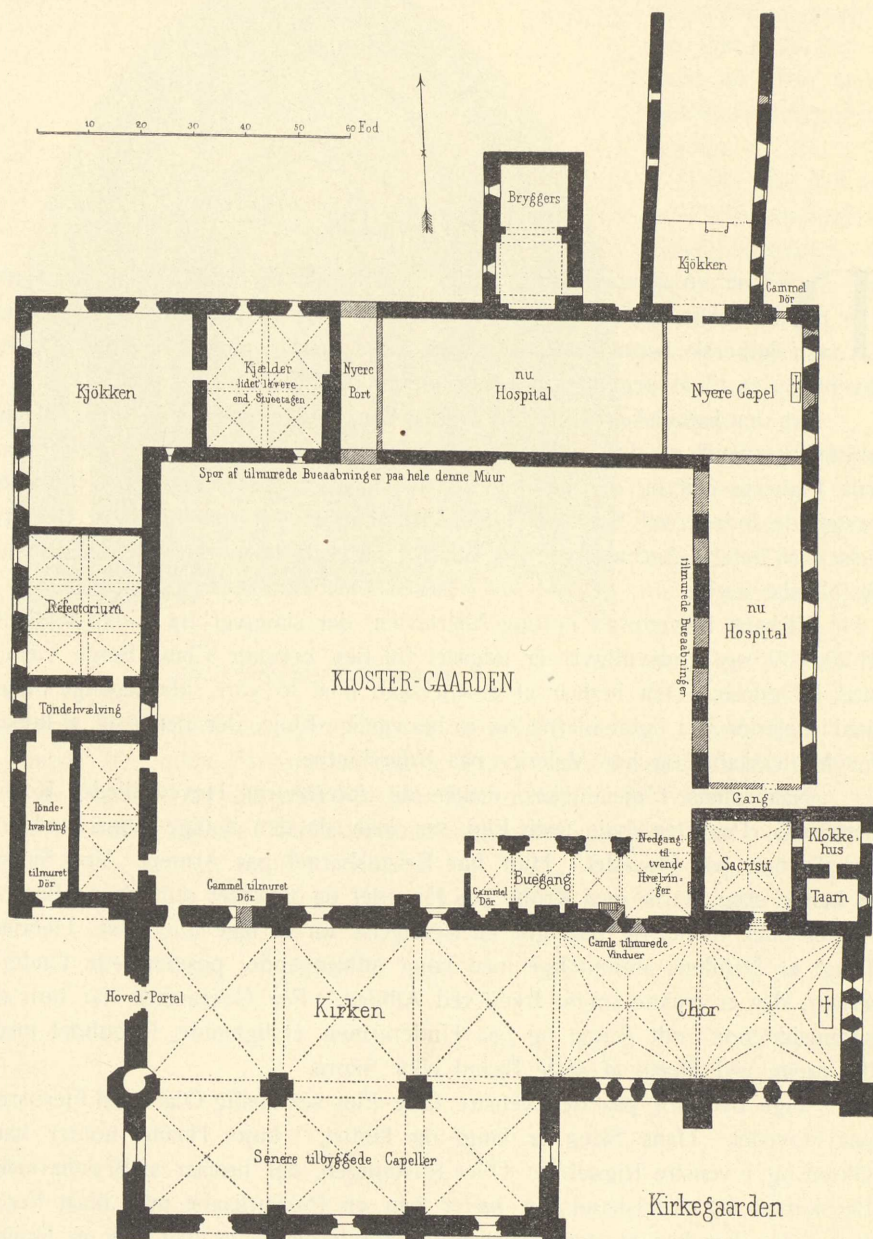 10 20 30 40 50 60 Fod
Bryggers
Kjökken
Gammel
Dör
Kjökken
Kjælder
lidet lavere
end Stueetagen
Nyere
Port
nu
Hospital
Nyere Capel
Spor af tilmurede Bueaabninger paa hele denne Muur
Refectorium
tilmurede Bueaabninger
nu
Hospital
KLOSTER-GAARDEN
Töndehvælving
Tönde-
hvælving
tilmuret
Dör
Gang
Gammel tilmuret
Dör
Gammel
Dör
Buegang
Nedgang
til
tvende
Hvælvin-
ger
Sacristi
Klokke-
hus
Taarn
Gamle tilmurede
Vinduer
Hoved-Portal
Kirken
Chor
Senere tilbyggede Capeller
Kirkegaarden